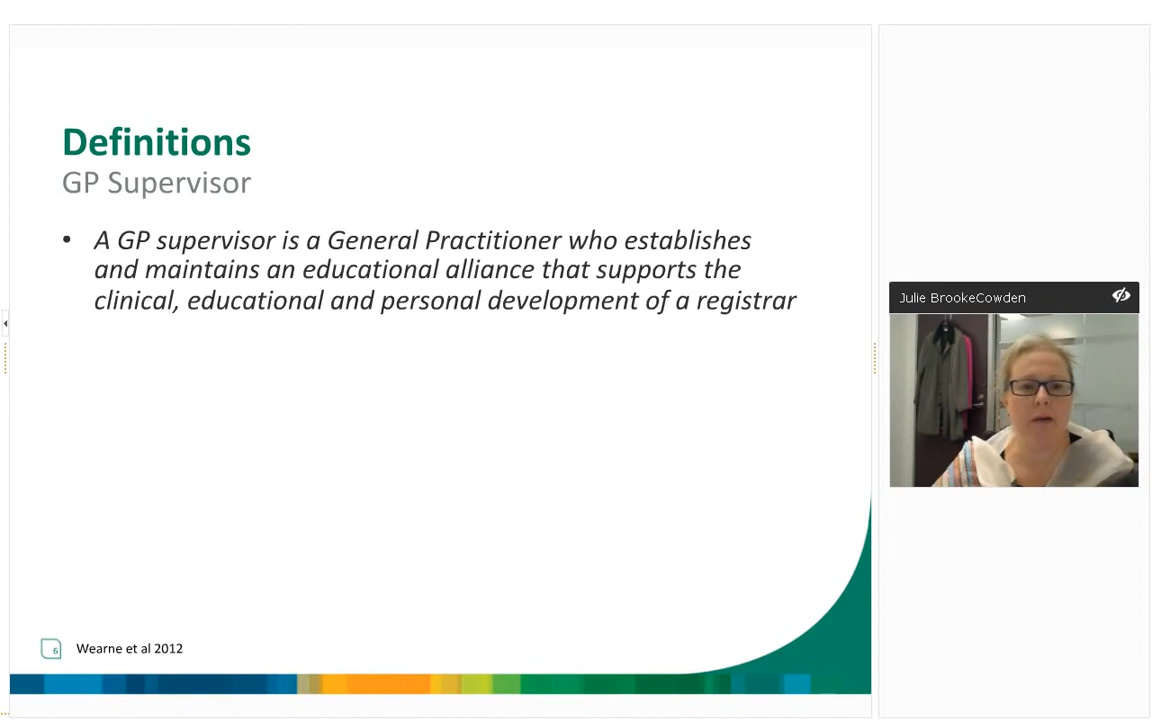 Definitions
GP Supervisor
• A GP supervisor is a General Practitioner who establishes
and maintains an educational alliance that supports the
clinical, educational and personal development of a registrar
6 Wearne et al 2012
Julie BrookeCowden